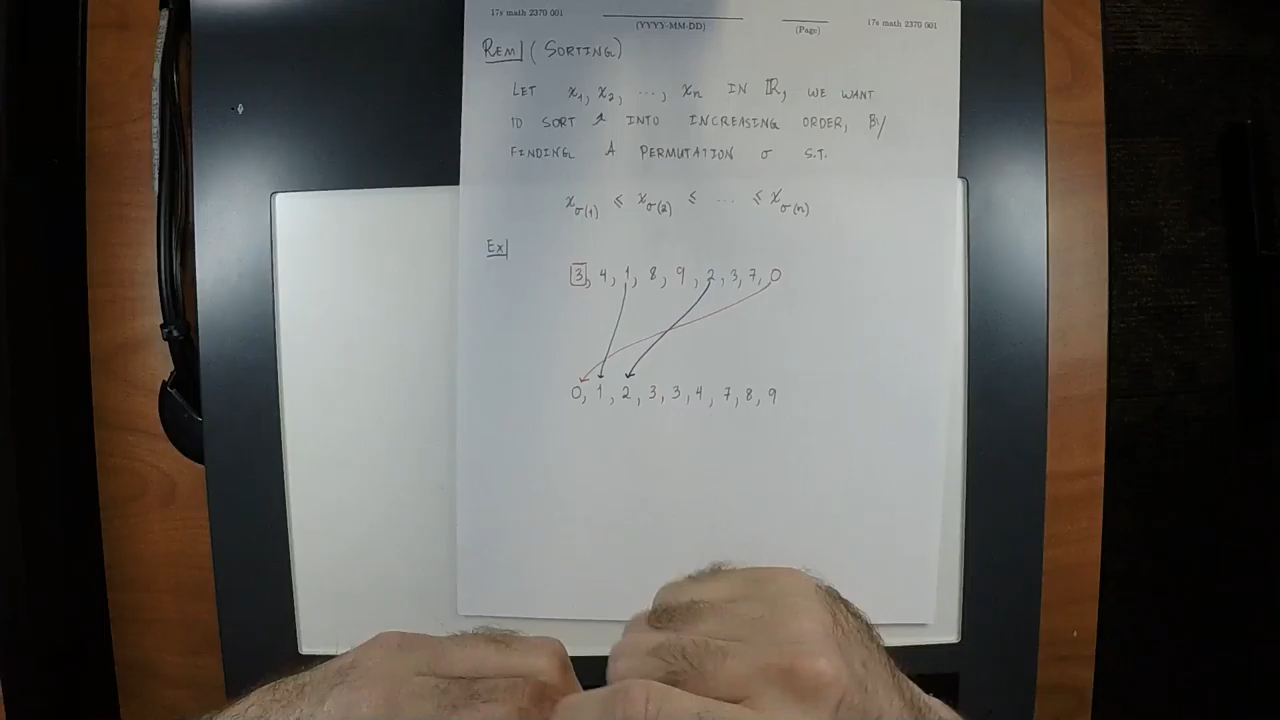 17s math 2370 001 (YYYY-MM-DD) (Page) 17s math 2370 001
REM (SORTING)
LET x1, x2, ..., xn IN ℝ, WE WANT
TO SORT ↑ INTO INCREASING ORDER, BY
FINDING A PERMUTATION σ S.T.
xσ(1) ≤ xσ(2) ≤ ... ≤ xσ(n)
EX
3, 4, 1, 8, 9, 2, 3, 7, 0
0, 1, 2, 3, 3, 4, 7, 8, 9